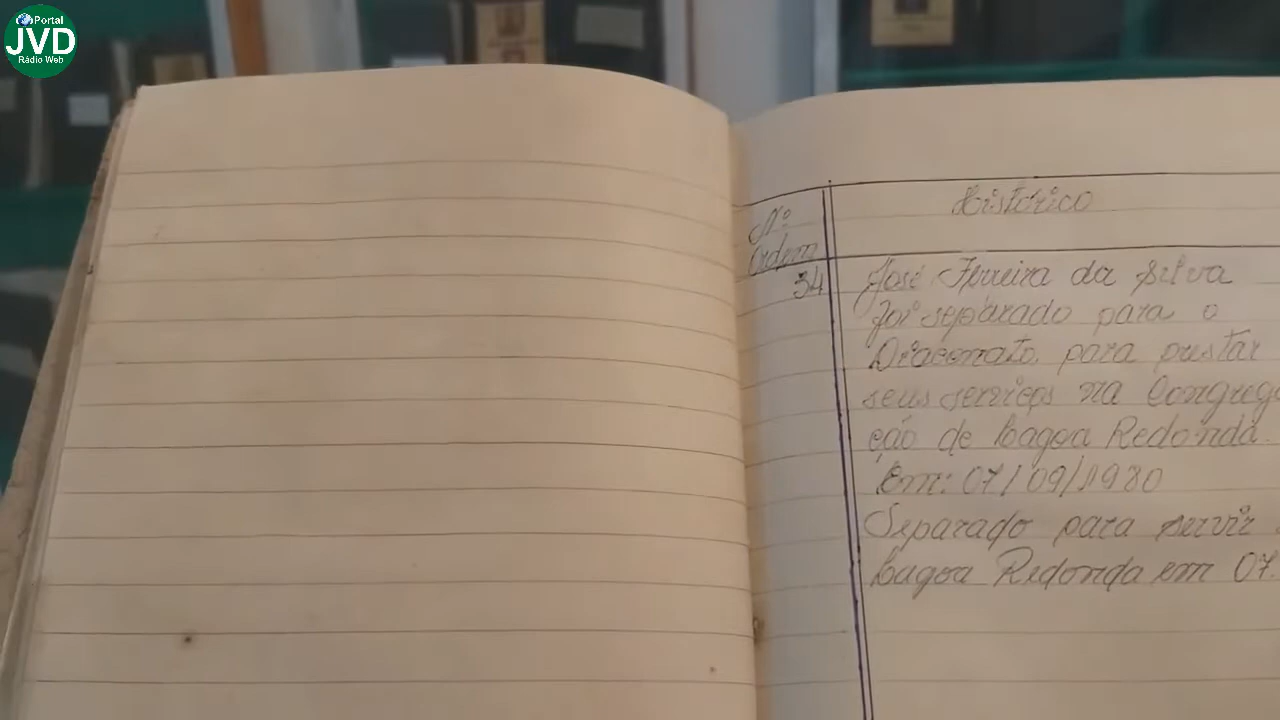 Portal
JVD
Rádio Web
Histórico
Nº
Ordem
34
José Ferreira da Silva
foi separado para o
Diaconato, para prestar
seus serviços na Congreg
ção de Lagoa Redonda.
Em: 07/09/1980
Separado para servir
Lagoa Redonda em 07